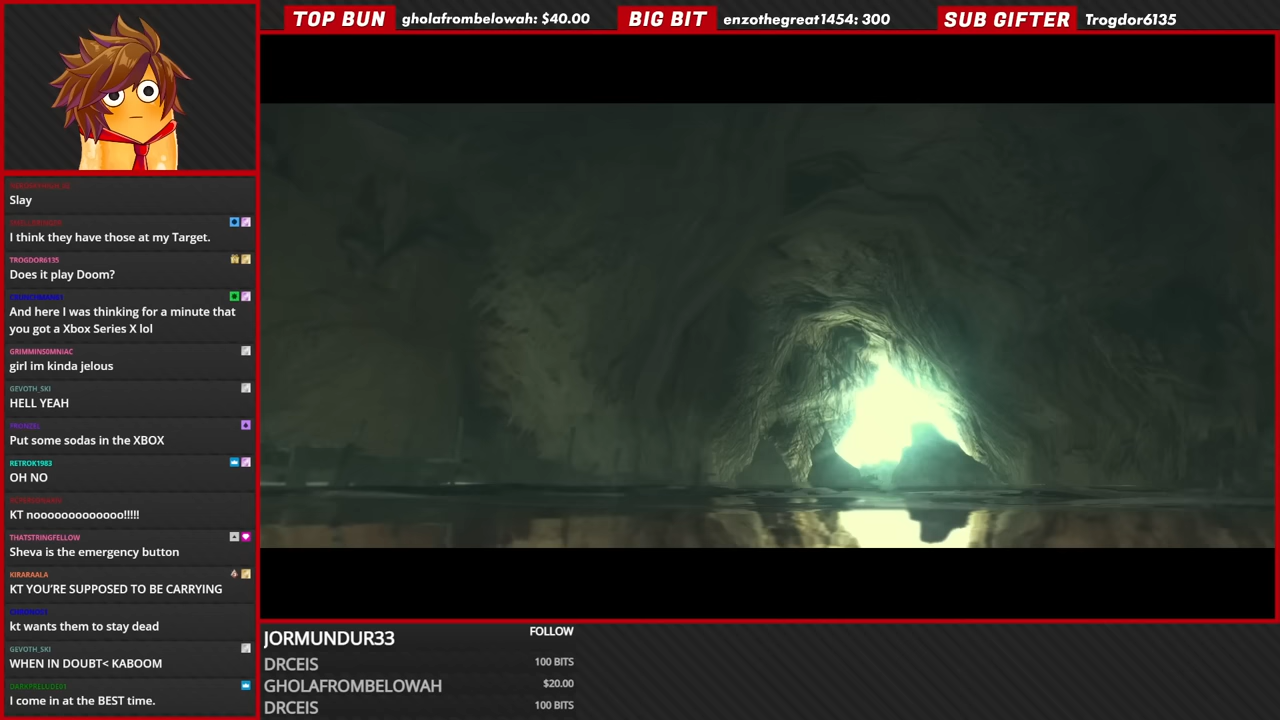 TOP BUN gholafrombelowah: $40.00 BIG BIT enzothegreat1454: 300 SUB GIFTER Trogdor6135
Slay
I think they have those at my Target.
TROGDOR6135
Does it play Doom?
And here I was thinking for a minute that
you got a Xbox Series X lol
GRIMMINS0MNIAC
girl im kinda jelous
GEVOTH_SKI
HELL YEAH
Put some sodas in the XBOX
RETROK1983
OH NO
KT nooooooooooooo!!!!!
THATSTRINGFELLOW
Sheva is the emergency button
KIRARAALA
KT YOU'RE SUPPOSED TO BE CARRYING
kt wants them to stay dead
GEVOTH_SKI
WHEN IN DOUBT< KABOOM
I come in at the BEST time.
JORMUNDUR33 FOLLOW
DRCEIS 100 BITS
GHOLAFROMBELOWAH $20.00
DRCEIS 100 BITS